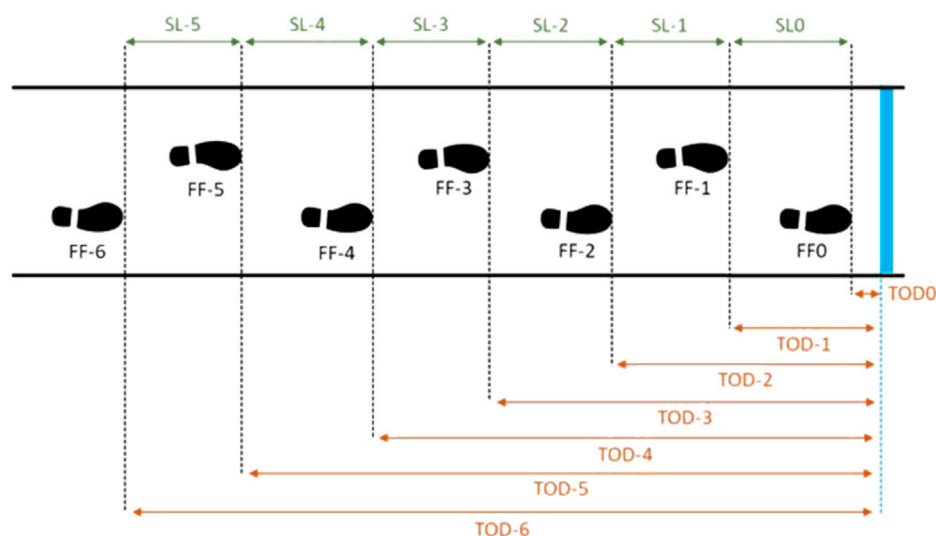 SL-5 SL-4 SL-3 SL-2 SL-1 SL0
FF-5 FF-3 FF-1
FF-6 FF-4 FF-2 FF0
TOD0
TOD-1
TOD-2
TOD-3
TOD-4
TOD-5
TOD-6